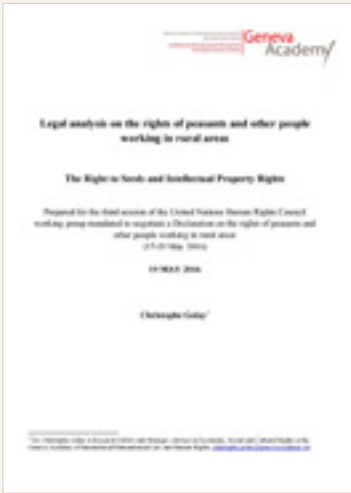 Geneva
Academy
Legal analysis on the rights of peasants and other people
working in rural areas
The Right to Seeds and Intellectual Property Rights
Prepared for the third session of the United Nations Human Rights Council
working group mandated to negotiate a Declaration on the rights of peasants and
other people working in rural areas
(17-20 May 2016)
19 MAY 2016
Christophe Golay¹